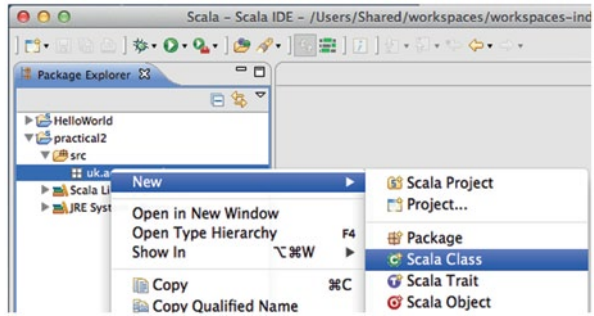 Scala - Scala IDE - /Users/Shared/workspaces/workspaces-ind
Package Explorer
HelloWorld
practical2
src
uk.a
Scala Li
JRE Syst
New
Open in New Window
Open Type Hierarchy F4
Show In ⌥⌘W
Copy ⌘C
Copy Qualified Name
Scala Project
Project...
Package
Scala Class
Scala Trait
Scala Object